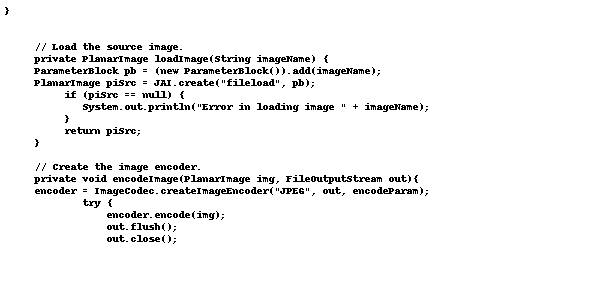 }
// Load the source image.
private PlanarImage loadImage(String imageName) {
ParameterBlock pb = (new ParameterBlock()).add(imageName);
PlanarImage piSrc = JAI.create("fileload", pb);
if (piSrc == null) {
System.out.println("Error in loading image " + imageName);
}
return piSrc;
}
// Create the image encoder.
private void encodeImage(PlanarImage img, FileOutputStream out){
encoder = ImageCodec.createImageEncoder("JPEG", out, encodeParam);
try {
encoder.encode(img);
out.flush();
out.close();